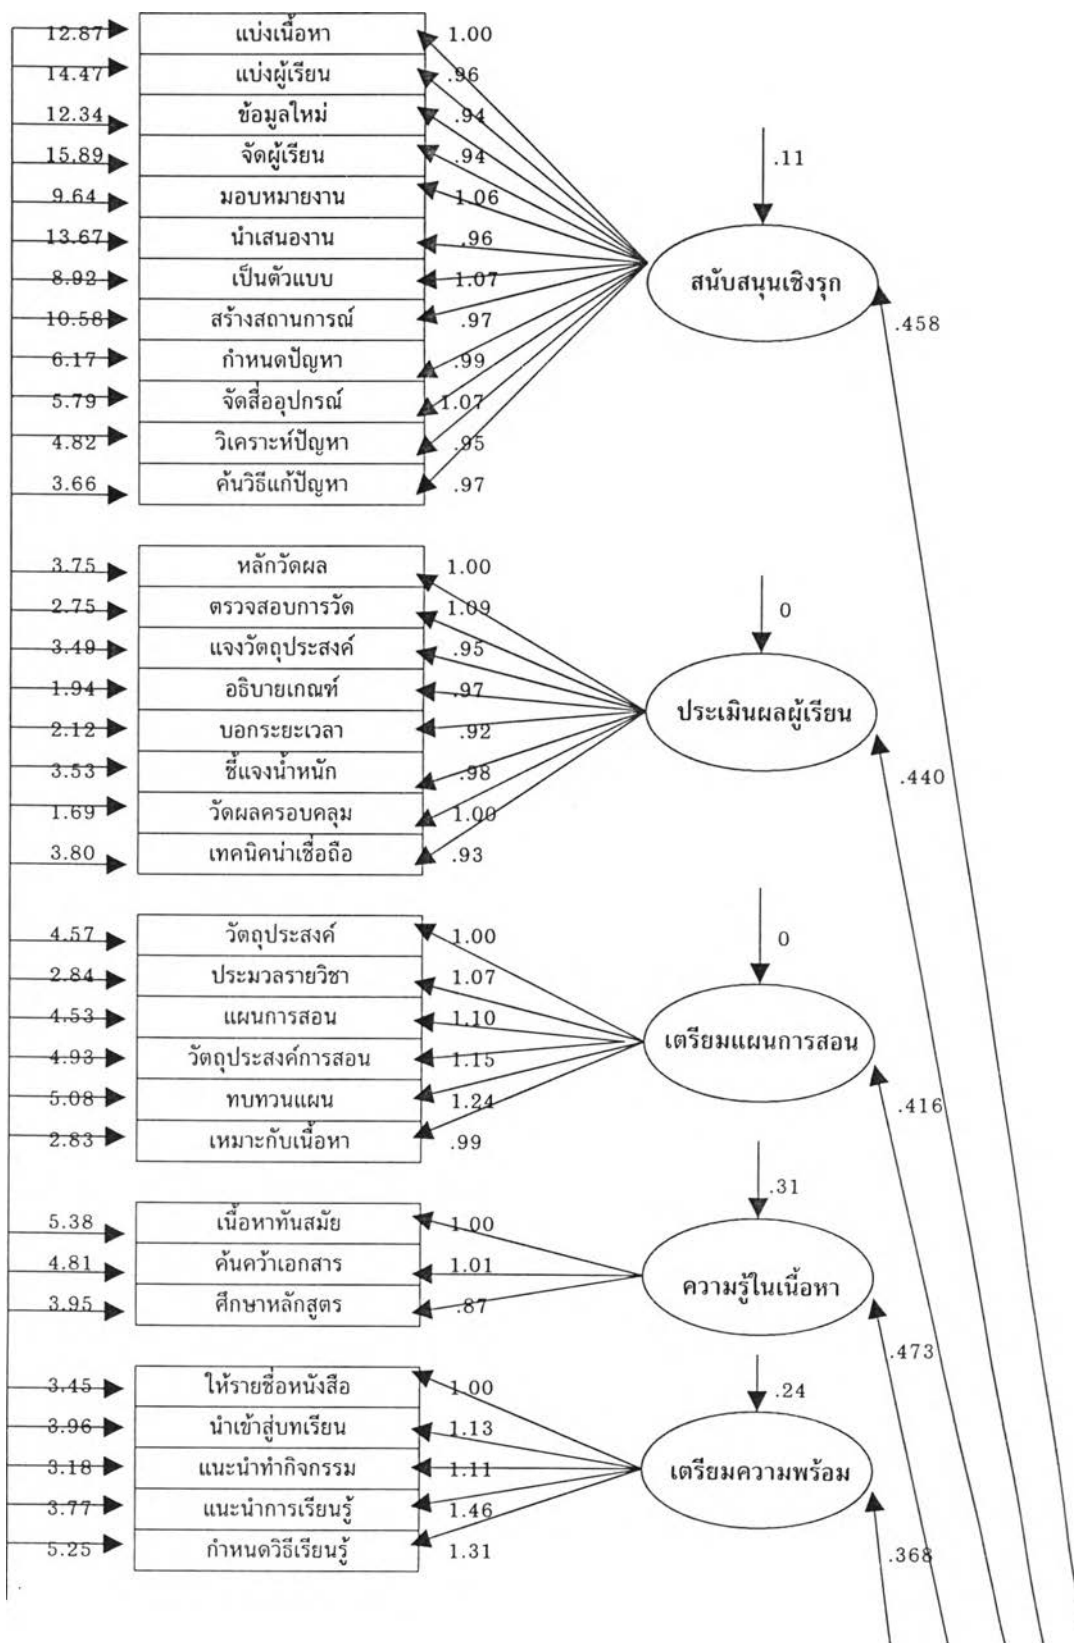 12.87 แบ่งเนื้อหา 1.00
14.47 แบ่งผู้เรียน .96
12.34 ข้อมูลใหม่ .94
15.89 จัดผู้เรียน .94 .11
9.64 มอบหมายงาน 1.06
13.67 นำเสนองาน .96
8.92 เป็นตัวแบบ 1.07 สนับสนุนเชิงรุก
10.58 สร้างสถานการณ์ .97 .458
6.17 กำหนดปัญหา .99
5.79 จัดสื่ออุปกรณ์ 1.07
4.82 วิเคราะห์ปัญหา .95
3.66 ค้นวิธีแก้ปัญหา .97
3.75 หลักวัดผล 1.00
2.75 ตรวจสอบการวัด 1.09 0
3.49 แจงวัตถุประสงค์ .95
1.94 อธิบายเกณฑ์ .97
2.12 บอกระยะเวลา .92 ประเมินผลผู้เรียน
3.53 ชี้แจงน้ำหนัก .98 .440
1.69 วัดผลครอบคลุม 1.00
3.80 เทคนิคน่าเชื่อถือ .93
4.57 วัตถุประสงค์ 1.00 0
2.84 ประมวลรายวิชา 1.07
4.53 แผนการสอน 1.10
4.93 วัตถุประสงค์การสอน 1.15 เตรียมแผนการสอน
5.08 ทบทวนแผน 1.24 .416
2.83 เหมาะกับเนื้อหา .99
.31
5.38 เนื้อหาทันสมัย 1.00
4.81 ค้นคว้าเอกสาร 1.01
3.95 ศึกษาหลักสูตร .87 ความรู้ในเนื้อหา
.473
3.45 ให้รายชื่อหนังสือ 1.00 .24
3.96 นำเข้าสู่บทเรียน 1.13
3.18 แนะนำทำกิจกรรม 1.11 เตรียมความพร้อม
3.77 แนะนำการเรียนรู้ 1.46
5.25 กำหนดวิธีเรียนรู้ 1.31 .368